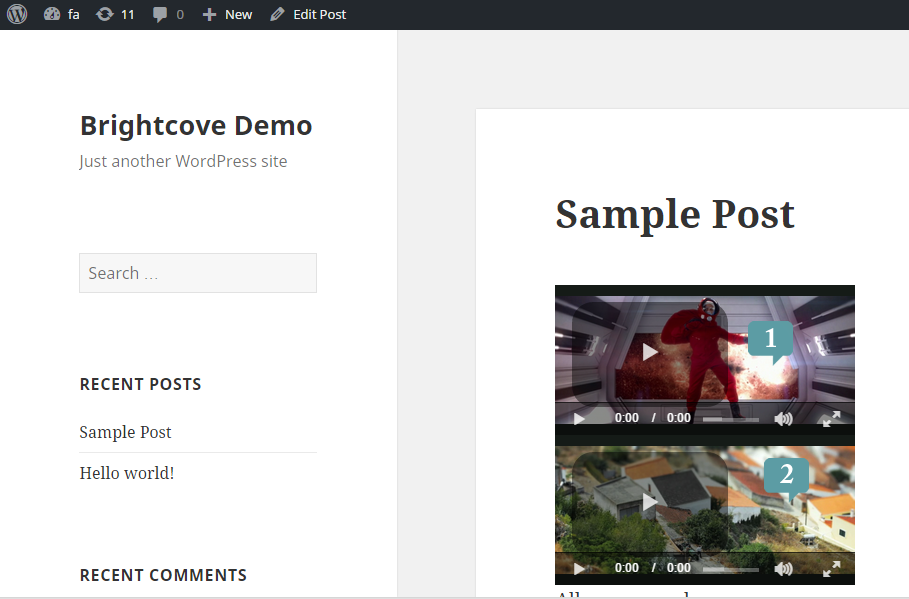 fa 11 0 New Edit Post
Brightcove Demo
Just another WordPress site
Search ...
RECENT POSTS
Sample Post
Hello world!
RECENT COMMENTS
Sample Post
1
0:00 / 0:00
2
0:00 / 0:00